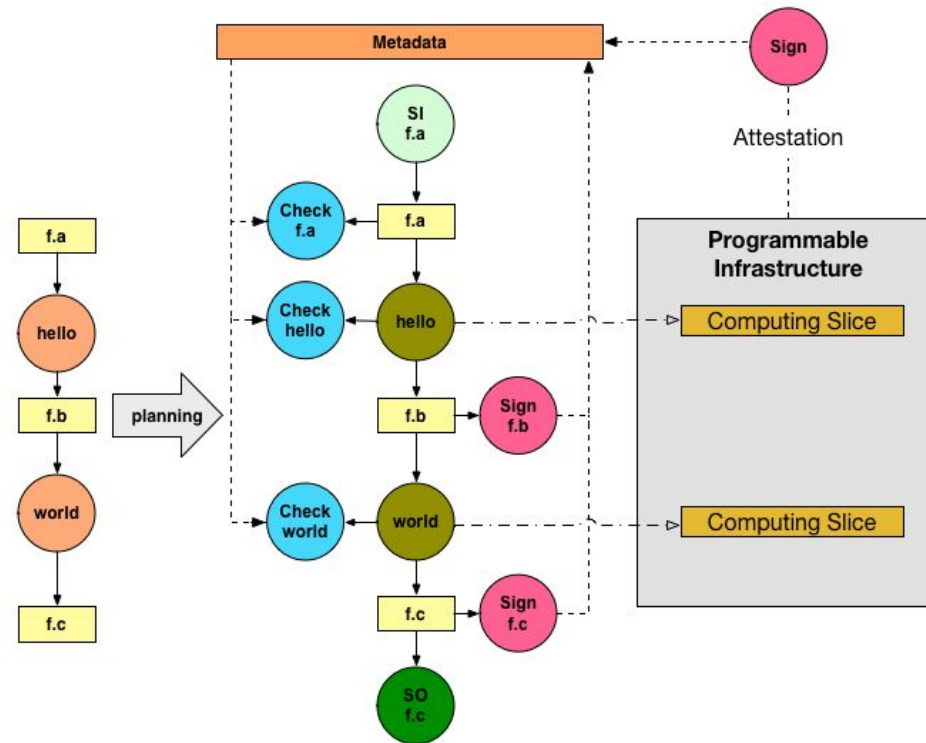 Metadata
Sign
SI
f.a
Attestation
Check
f.a
f.a
f.a
Programmable
Infrastructure
Check
hello
hello
Computing Slice
hello
f.b
planning
f.b
Sign
f.b
world
Check
world
world
Computing Slice
f.c
f.c
Sign
f.c
SO
f.c